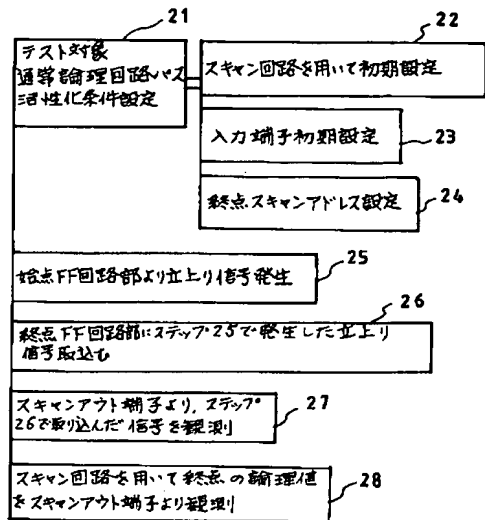 21
テスト対象
通常論理回路パス
活性化条件設定
22
スキャン回路を用いて初期設定
入力端子初期設定
23
終点スキャンアドレス設定
24
25
始点FF回路部より立上り信号発生
26
終点FF回路部にステップ25で発生した立上り
信号取込む
スキャンアウト端子より,ステップ
26で取り込んだ信号を観測
27
スキャン回路を用いて終点の論理値
をスキャンアウト端子より観測
28